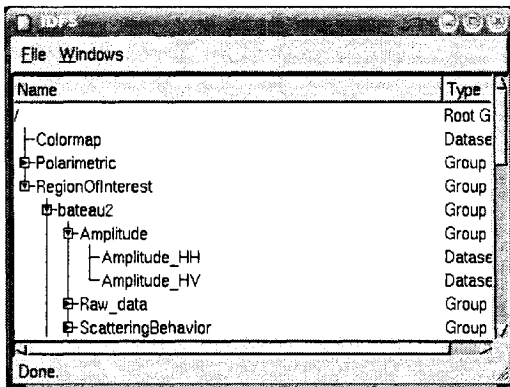 IDPS
File Windows
Name Type
/ Root G
Colormap Datase
Polarimetric Group
RegionOfInterest Group
bateau2 Group
Amplitude Group
Amplitude_HH Datase
Amplitude_HV Datase
Raw_data Group
ScatteringBehavior Group
Done.